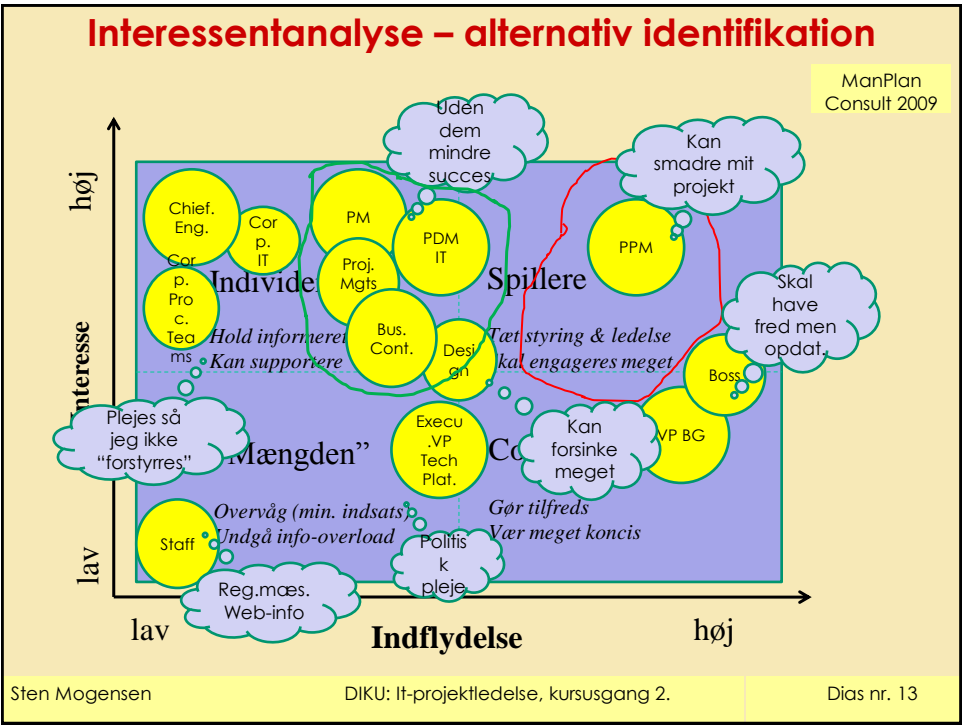 Interessentanalyse – alternativ identifikation
ManPlan
Consult 2009
Uden
dem
mindre
succes
Kan
smadre mit
projekt
høj
Chief.
Eng.
Cor
p.
IT
PM
PDM
IT
PPM
Cor
p.
Pro
c.
Tea
ms
Proj.
Mgts
Individe
Spillere
Skal
have
fred men
opdat.
Bus.
Cont.
Desi
gn
Hold informeret
Kan supportere
Tæt styring & ledelse
kal engageres meget
Boss
Interesse
Plejes så
jeg ikke
“forstyrres”
Mængden”
Execu
.VP
Tech
Plat.
Co
Kan
forsinke
meget
VP BG
Overvåg (min. indsats)
Undgå info-overload
Gør tilfreds
Vær meget koncis
Staff
lav
Politis
k
pleje
Reg.mæs.
Web-info
lav
Indflydelse
høj
Sten Mogensen
DIKU: It-projektledelse, kursusgang 2.
Dias nr. 13